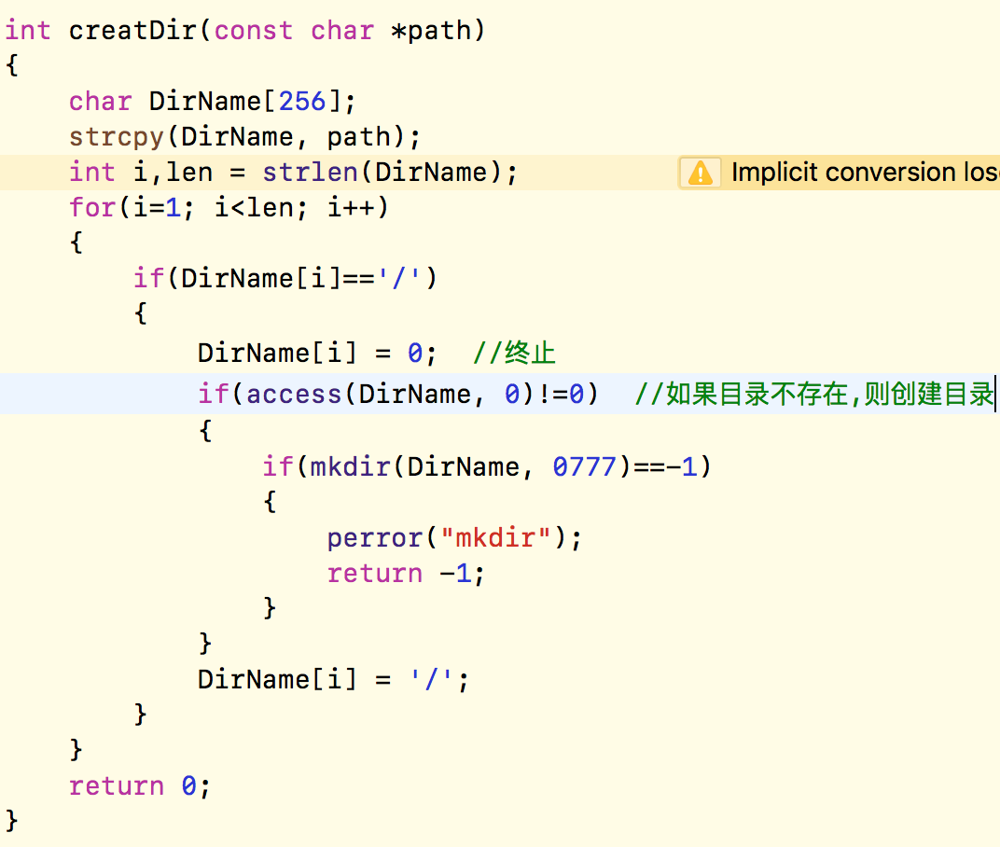 int creatDir(const char *path)
{
    char DirName[256];
    strcpy(DirName, path);
    int i,len = strlen(DirName);
Implicit conversion los
    for(i=1; i<len; i++)
    {
        if(DirName[i]=='/')
        {
            DirName[i] = 0;  //终止
            if(access(DirName, 0)!=0)  //如果目录不存在,则创建目录
            {
                if(mkdir(DirName, 0777)==-1)
                {
                    perror("mkdir");
                    return -1;
                }
            }
            DirName[i] = '/';
        }
    }
    return 0;
}